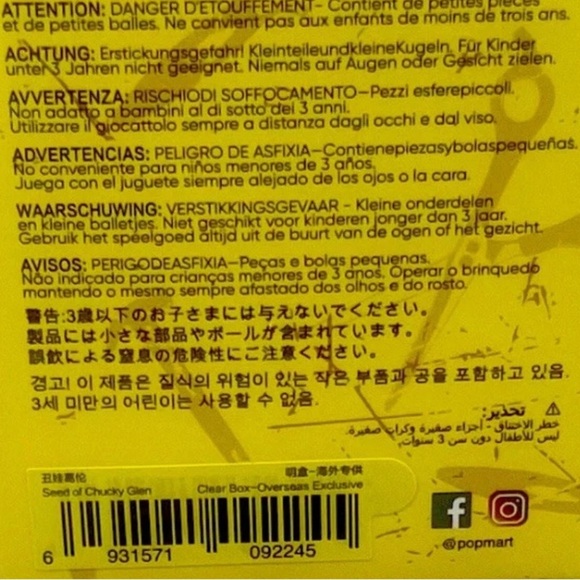 ATTENTION: DANGER D'ETOUFFEMENT- Contient de petites pièces
et de petites balles. Ne convient pas aux enfants de moins de trois ans.
ACHTUNG: Erstickungsgefahr! KleinteileundkleineKugeln. Für Kinder
unter 3 Jahren nicht geeignet. Niemals auf Augen oder Gesicht zielen.
AVVERTENZA: RISCHIODI SOFFOCAMENTO-Pezzi esferepiccoli.
Non adatto a bambini al di sotto dei 3 anni.
Utilizzare il giocattolo sempre a distanza dagli occhi e dal viso.
ADVERTENCIAS: PELIGRO DE ASFIXIA-Contienepiezasybolaspequeñas.
No conveniente para niños menores de 3 años.
Juega con el juguete siempre alejado de los ojos o la cara.
WAARSCHUWING: VERSTIKKINGSGEVAAR - Kleine onderdelen
en kleine balletjes. Niet geschikt voor kinderen jonger dan 3 jaar.
Gebruik het speelgoed altijd uit de buurt van de ogen of het gezicht.
AVISOS: PERIGODEASFIXIA-Peças e bolas pequenas.
Não indicado para crianças menores de 3 anos. Operar o brinquedo
mantendo o mesmo sempre afastado dos olhos e do rosto.
警告:3歳以下のお子さまには与えないでください。
製品には小さな部品やボールが含まれています。
誤飲による窒息の危険性にご注意ください。
경고! 이 제품은 질식의 위험이 있는 작은 부품과 공을 포함하고 있음.
3세 미만의 어린이는 사용할 수 없음.
تحذير:
خطر الاختناق - أجزاء صغيرة وكرات صغيرة.
ليس للأطفال دون سن 3 سنوات.
丑娃葛伦 明盒-海外专供
Seed of Chucky Glen Clear Box-Overseas Exclusive
6 931571 092245
@popmart